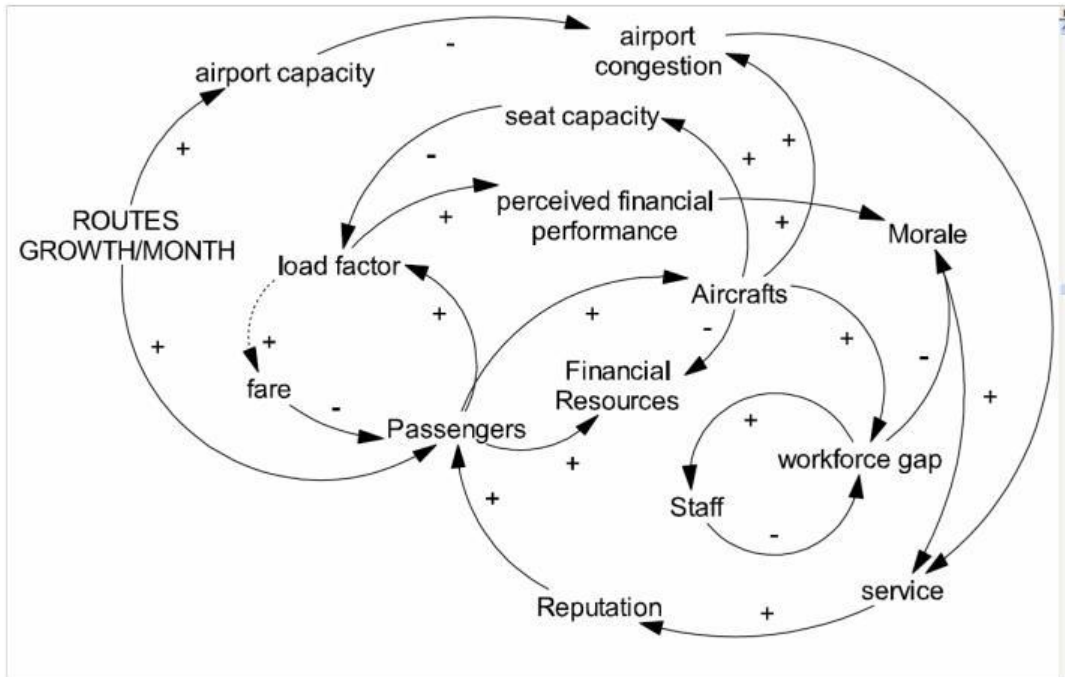 airport
congestion
-
airport capacity
seat capacity
+
+
-
+
perceived financial
performance
+
+
ROUTES
GROWTH/MONTH
Morale
load factor
Aircrafts
+
+
-
+
+
+
-
Financial
Resources
fare
-
+
+
Passengers
workforce gap
+
+
Staff
-
service
Reputation
+